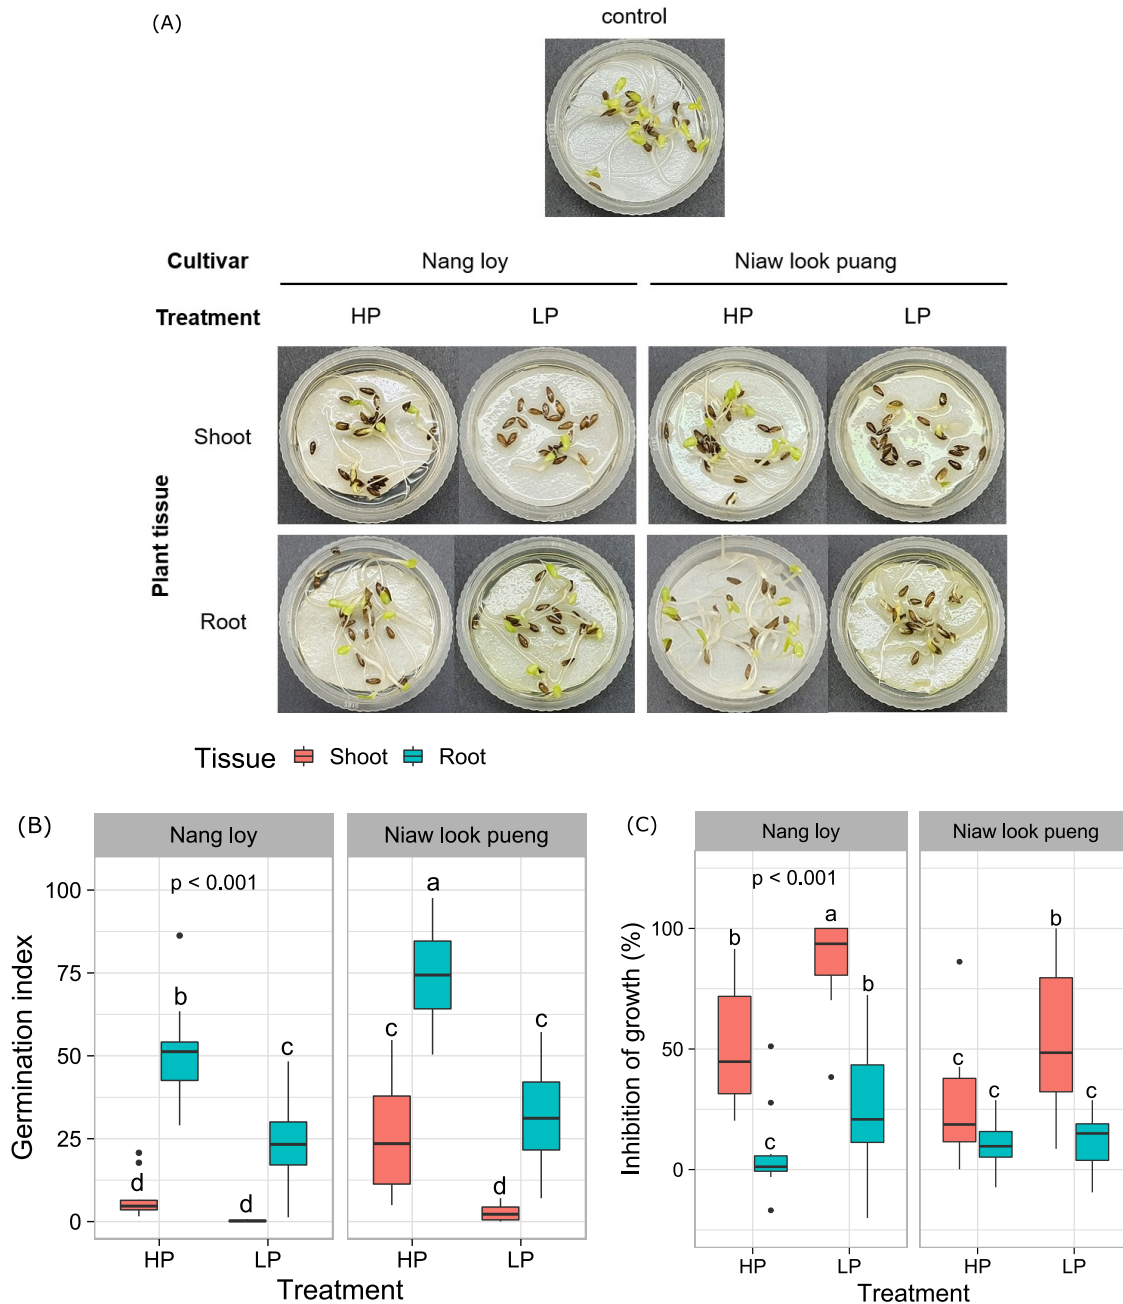 (A)
control
Cultivar Nang loy Niaw look puang
Treatment HP LP HP LP
Plant tissue
Shoot
Root
Tissue Shoot Root
(B)
Nang loy Niaw look pueng
Germination index
100
75
50
25
0
p < 0.001
d b d c
c a d c
HP LP HP LP
Treatment
(C)
Nang loy Niaw look pueng
Inhibition of growth (%)
100
50
0
p < 0.001
b c a b
c c b c
HP LP HP LP
Treatment